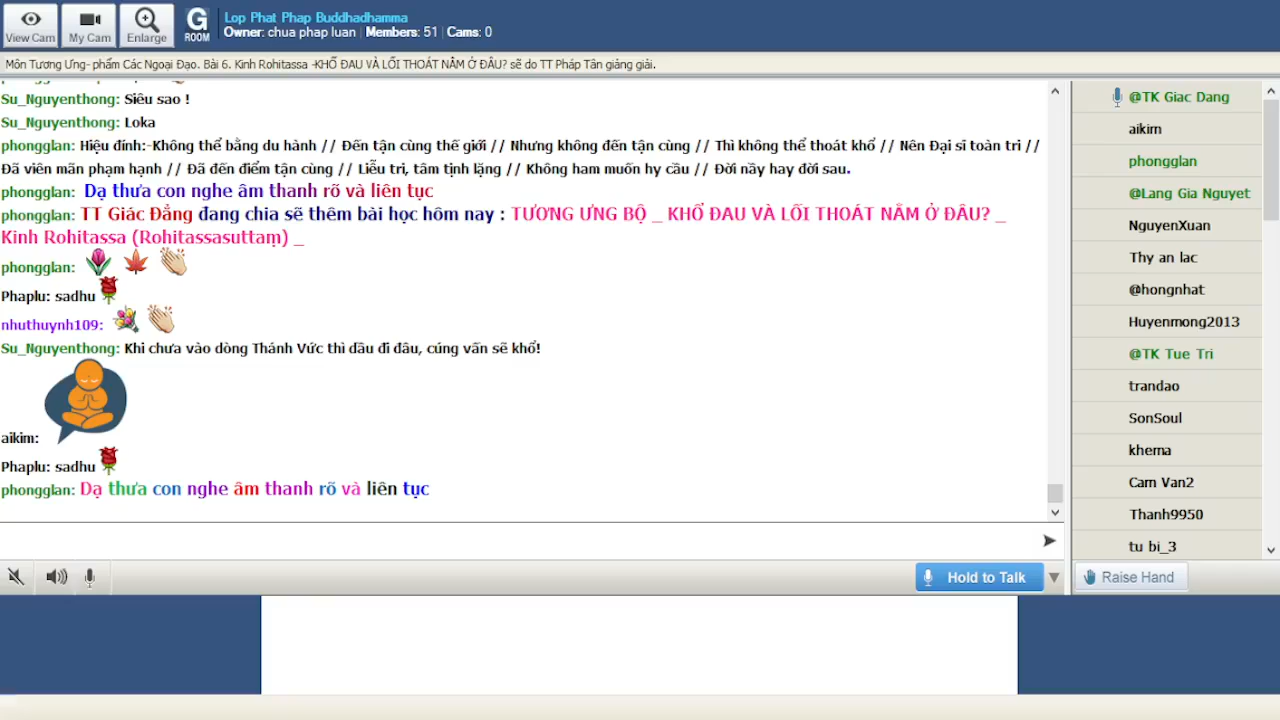 View Cam
My Cam
Enlarge
G
ROOM
Lop Phat Phap Buddhadhamma
Owner: chua phap luan | Members: 51 | Cams: 0
Môn Tương Ưng- phẩm Các Ngoại Đạo. Bài 6. Kinh Rohitassa -KHỔ ĐAU VÀ LỐI THOÁT NẰM Ở ĐÂU? sẽ do TT Pháp Tân giảng giải.
Su_Nguyenthong: Siêu sao !
Su_Nguyenthong: Loka
phongglan: Hiệu đính:-Không thể bằng du hành // Đến tận cùng thế giới // Nhưng không đến tận cùng // Thì không thể thoát khổ // Nên Đại sĩ toàn tri //
Đã viên mãn phạm hạnh // Đã đến điểm tận cùng // Liễu tri, tâm tịnh lặng // Không ham muốn hy cầu // Đời nầy hay đời sau.
phongglan: Dạ thưa con nghe âm thanh rõ và liên tục
phongglan : TT Giác Đẳng đang chia sẽ thêm bài học hôm nay : TƯƠNG ƯNG BỘ _ KHỔ ĐAU VÀ LỐI THOÁT NẰM Ở ĐÂU? _
Kinh Rohitassa (Rohitassasuttaṃ) _
phongglan:
Phaplu: sadhu
nhuthuynh109:
Su_Nguyenthong: Khi chưa vào dòng Thánh Vức thì dầu đi đâu, cúng vấn sẽ khổ!
aikim:
Phaplu: sadhu
phongglan: Dạ thưa con nghe âm thanh rõ và liên tục
Hold to Talk
@TK Giac Dang
aikim
phongglan
@Lang Gia Nguyet
NguyenXuan
Thy an lac
@hongnhat
Huyenmong2013
@TK Tue Tri
trandao
SonSoul
khema
Cam Van2
Thanh9950
tu bi_3
Raise Hand